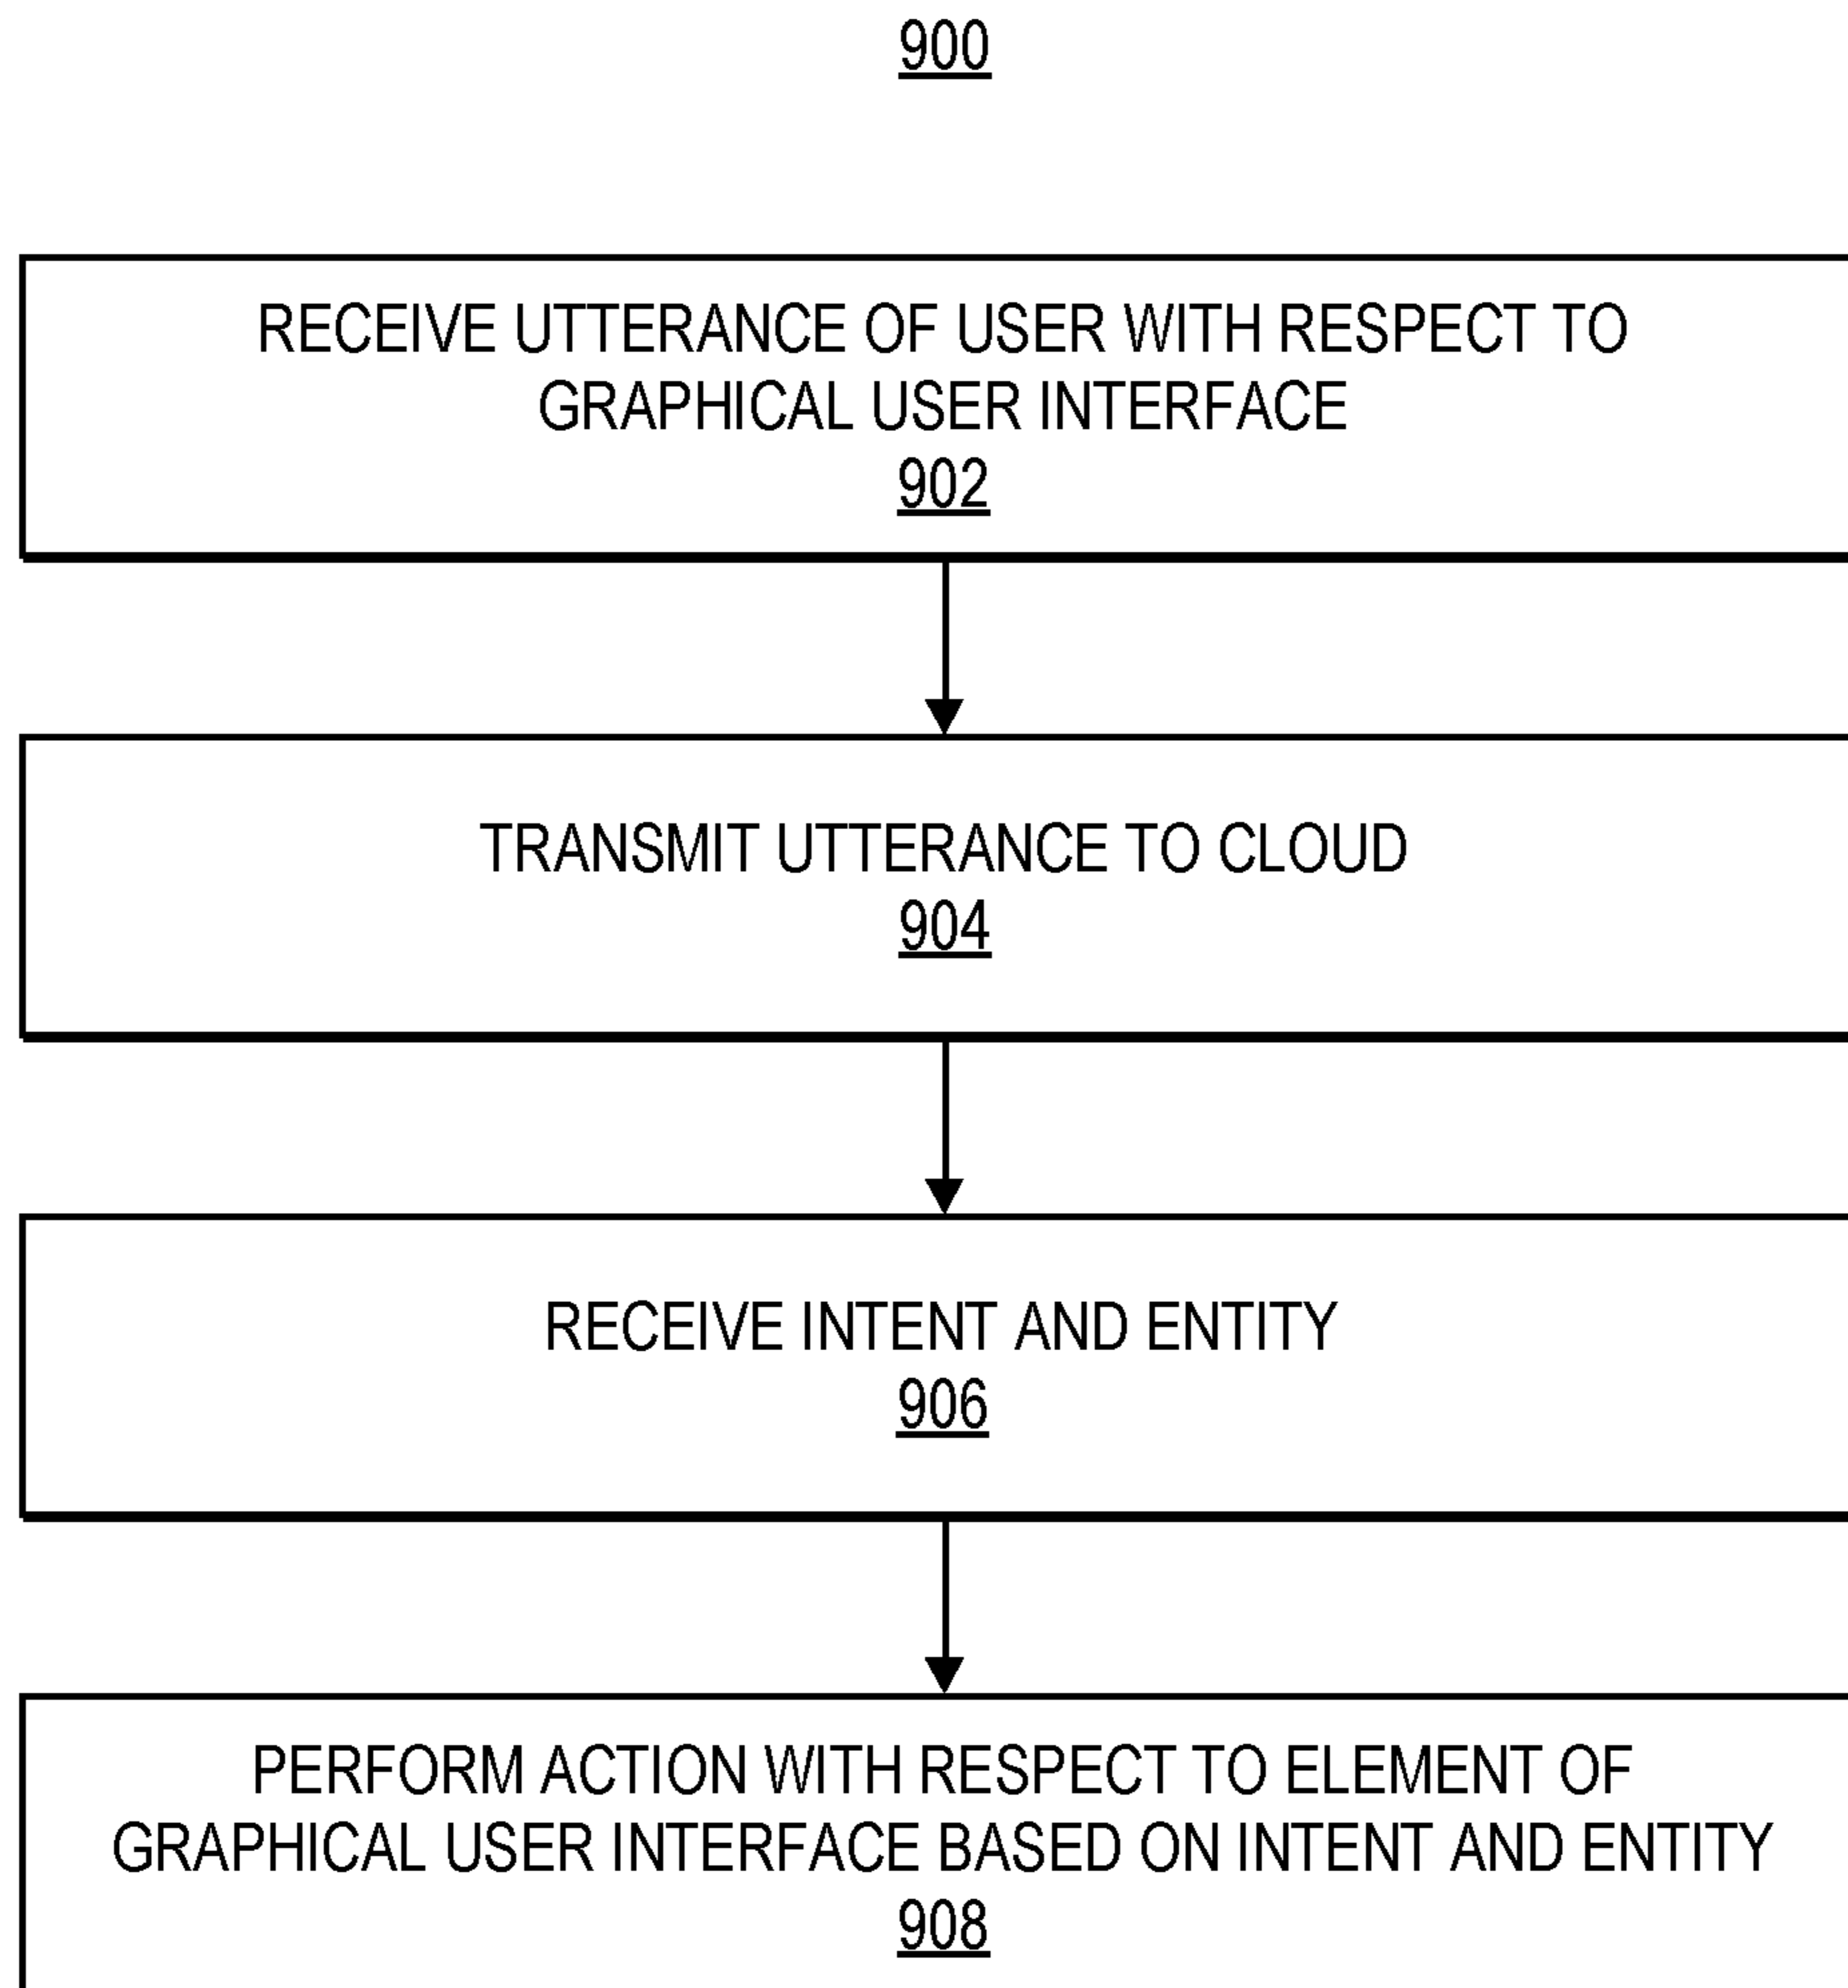 900
RECEIVE UTTERANCE OF USER WITH RESPECT TO
GRAPHICAL USER INTERFACE
902
TRANSMIT UTTERANCE TO CLOUD
904
RECEIVE INTENT AND ENTITY
906
PERFORM ACTION WITH RESPECT TO ELEMENT OF
GRAPHICAL USER INTERFACE BASED ON INTENT AND ENTITY
908